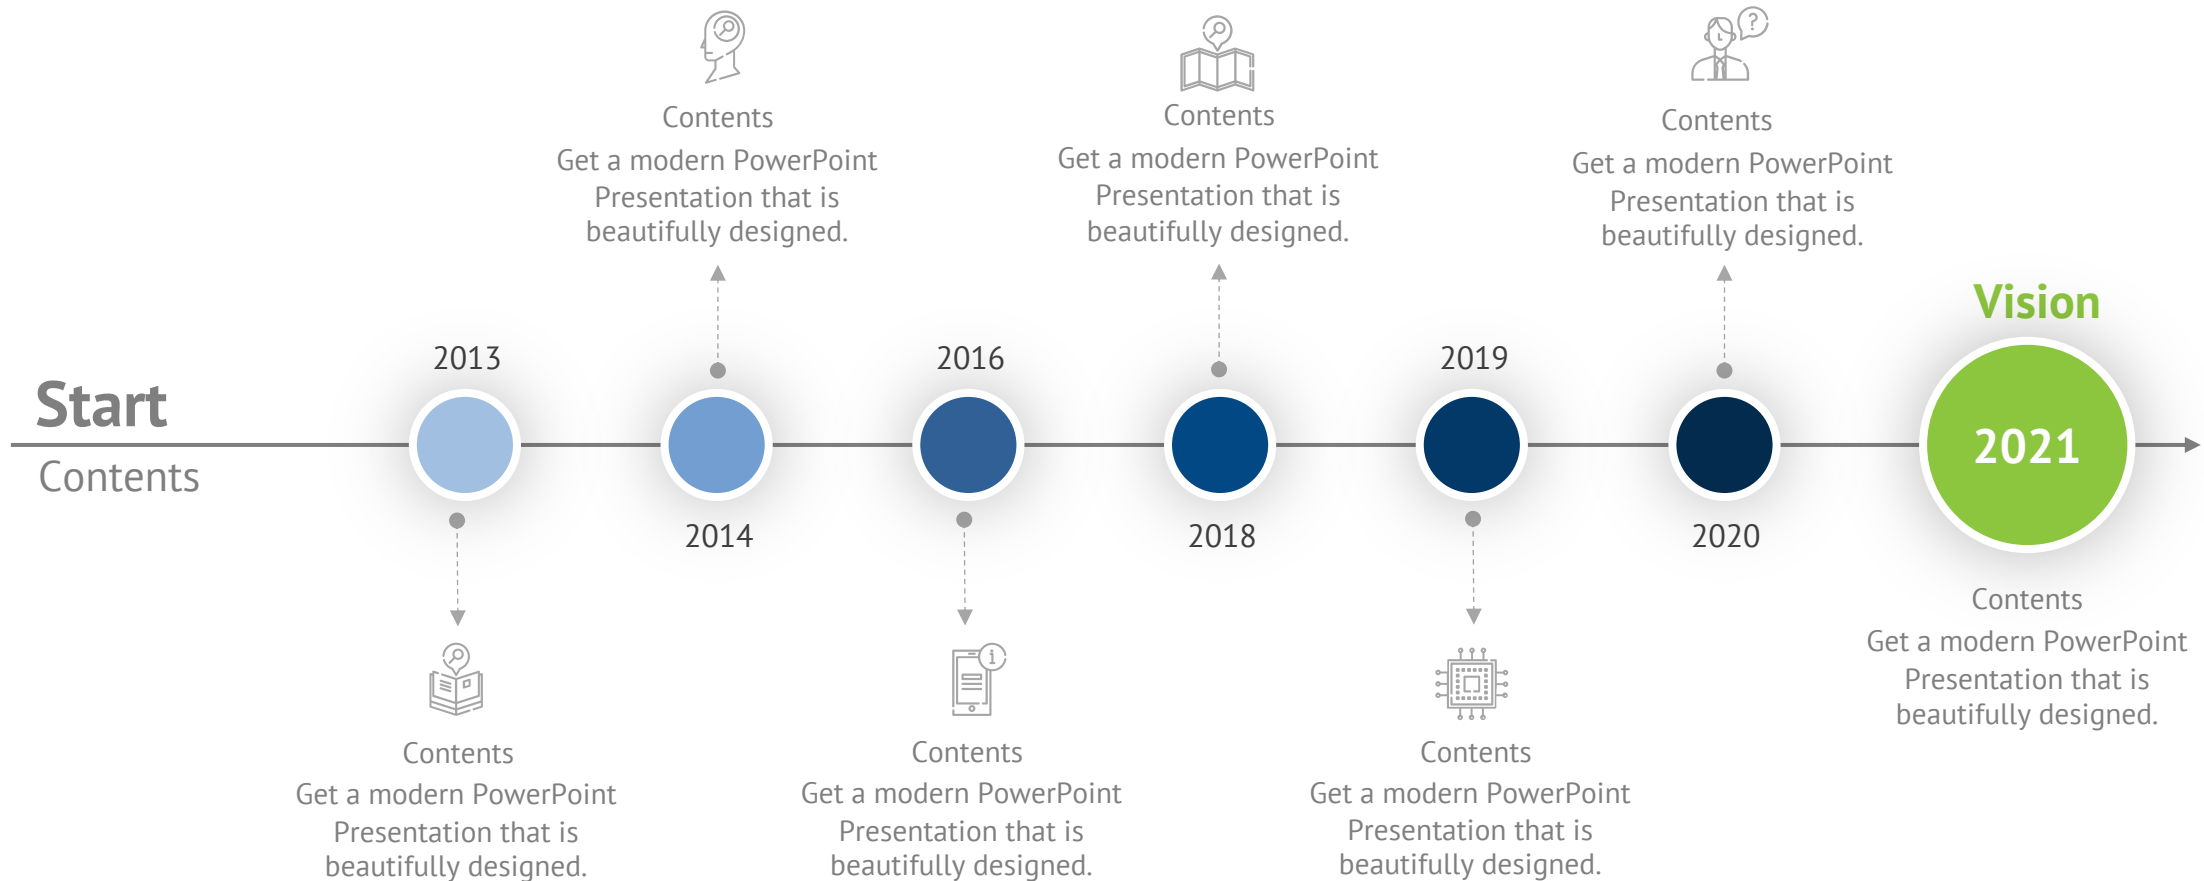 Contents
Get a modern PowerPoint
Presentation that is
beautifully designed.
Contents
Get a modern PowerPoint
Presentation that is
beautifully designed.
?
Contents
Get a modern PowerPoint
Presentation that is
beautifully designed.
Start
Contents
2013
2014
2016
2018
2019
2020
Vision
2021
Contents
Get a modern PowerPoint
Presentation that is
beautifully designed.
Contents
Get a modern PowerPoint
Presentation that is
beautifully designed.
i
Contents
Get a modern PowerPoint
Presentation that is
beautifully designed.
Contents
Get a modern PowerPoint
Presentation that is
beautifully designed.